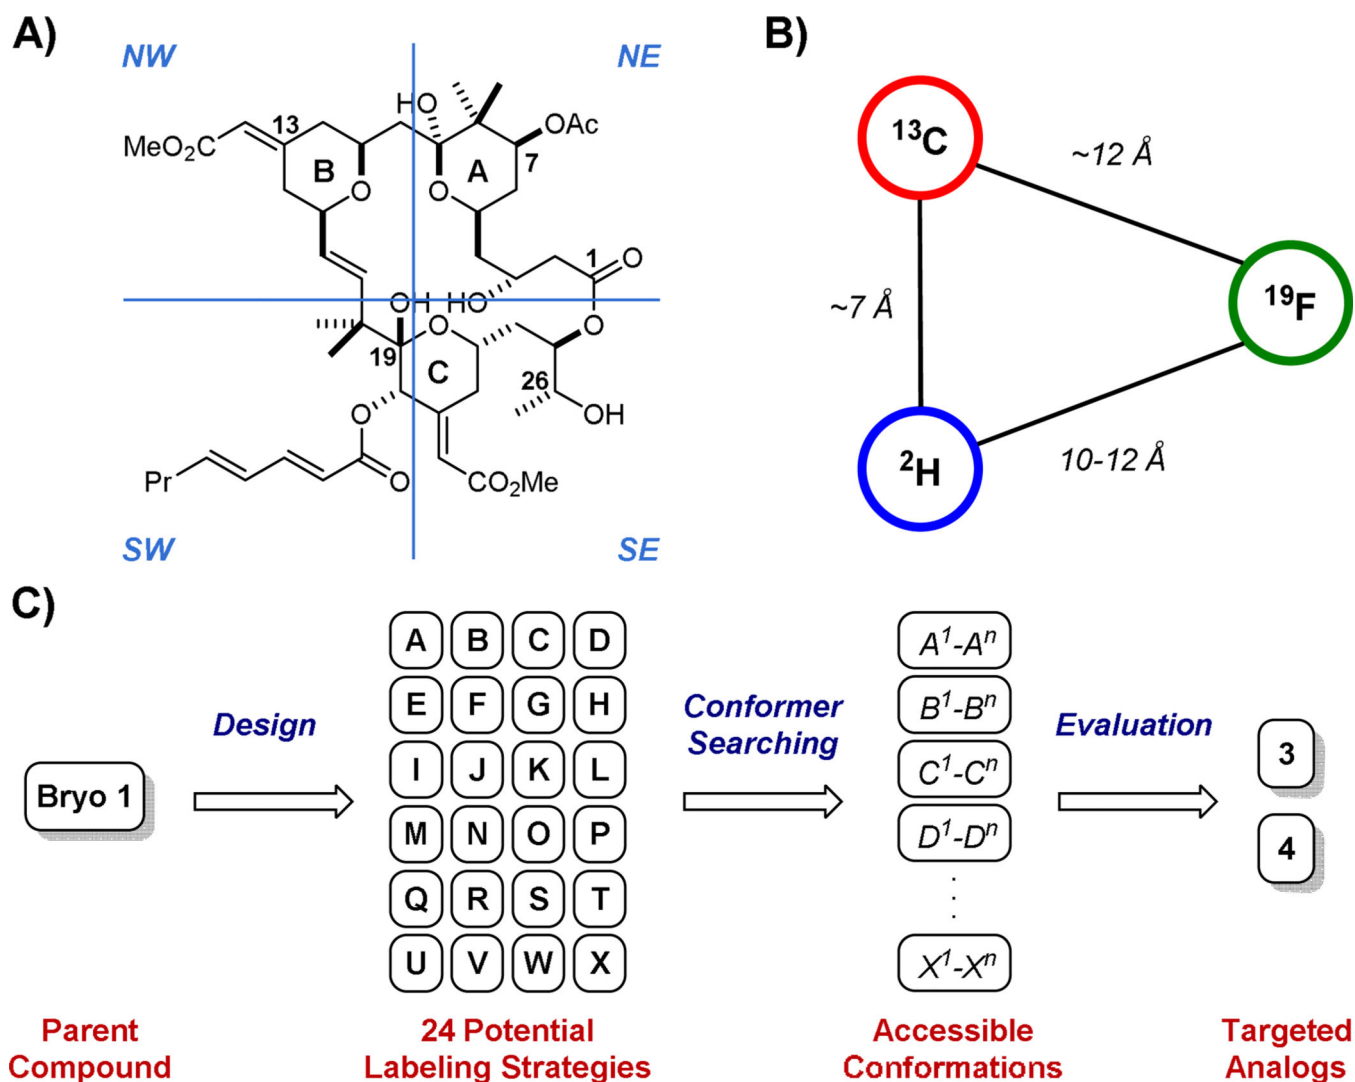 A)
B)
NW
NE
HO
OAc
13
7
MeO₂C
B
A
O
O
1
O
OH
HO
O
O
19
C
26
O
OH
Pr
O
CO₂Me
SW
SE
¹³C
~12 Å
¹⁹F
~7 Å
²H
10-12 Å
C)
A B C D
E F G H
I J K L
M N O P
Q R S T
U V W X
Design
Conformer
Searching
Evaluation
Bryo 1
A¹-Aⁿ
B¹-Bⁿ
C¹-Cⁿ
D¹-Dⁿ
X¹-Xⁿ
3
4
Parent
Compound
24 Potential
Labeling Strategies
Accessible
Conformations
Targeted
Analogs